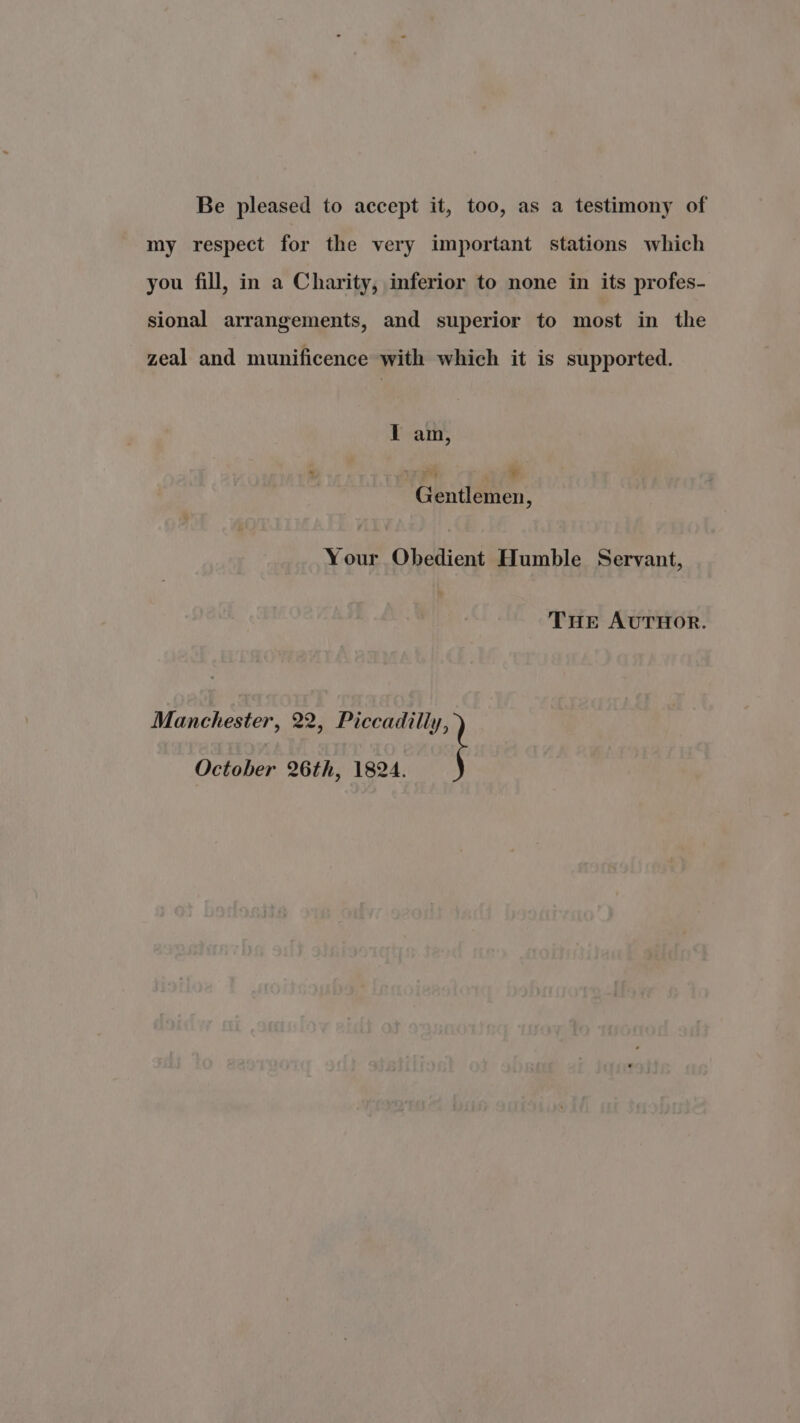 Be pleased to accept it, too, as a testimony of
my respect for the very important stations which
you fill, in a Charity, inferior to none in its profes-
sional arrangements, and superior to most in the
zeal and munificence with which it is supported.
I am,
Gentlemen,
Your Obedient Humble Servant,
THE AUTHOR.
Manchester, 22, Piccadilly,
October 26th, 1824.